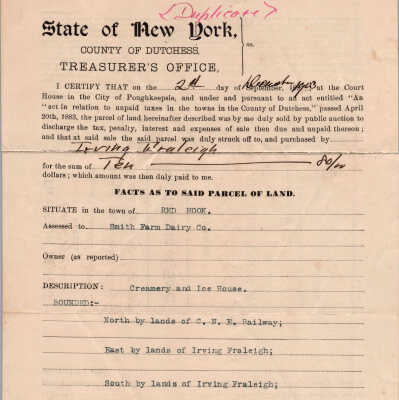 (Duplicate)
State of New York, } ss.
COUNTY OF DUTCHESS,
TREASURER'S OFFICE,
I CERTIFY that on the 2d day of September, at the Court
House in the City of Poughkeepsie, and under and pursuant to an act entitled "An
"act in relation to unpaid taxes in the towns in the County of Dutchess," passed April
20th, 1883, the parcel of land hereinafter described was by me duly sold by public auction to
discharge the tax, penalty, interest and expenses of sale then due and unpaid thereon;
and that at said sale the said parcel was duly struck off to, and purchased by
Irving Fraleigh
for the sum of Ten 80/00
dollars; which amount was then duly paid to me.
FACTS AS TO SAID PARCEL OF LAND.
SITUATE in the town of RED HOOK.
Assessed to Smith Farm Dairy Co.
Owner (as reported)
DESCRIPTION: Creamery and Ice House.
BOUNDED:-
North by lands of C. N. E. Railway;
East by lands of Irving Fraleigh;
South by lands of Irving Fraleigh;